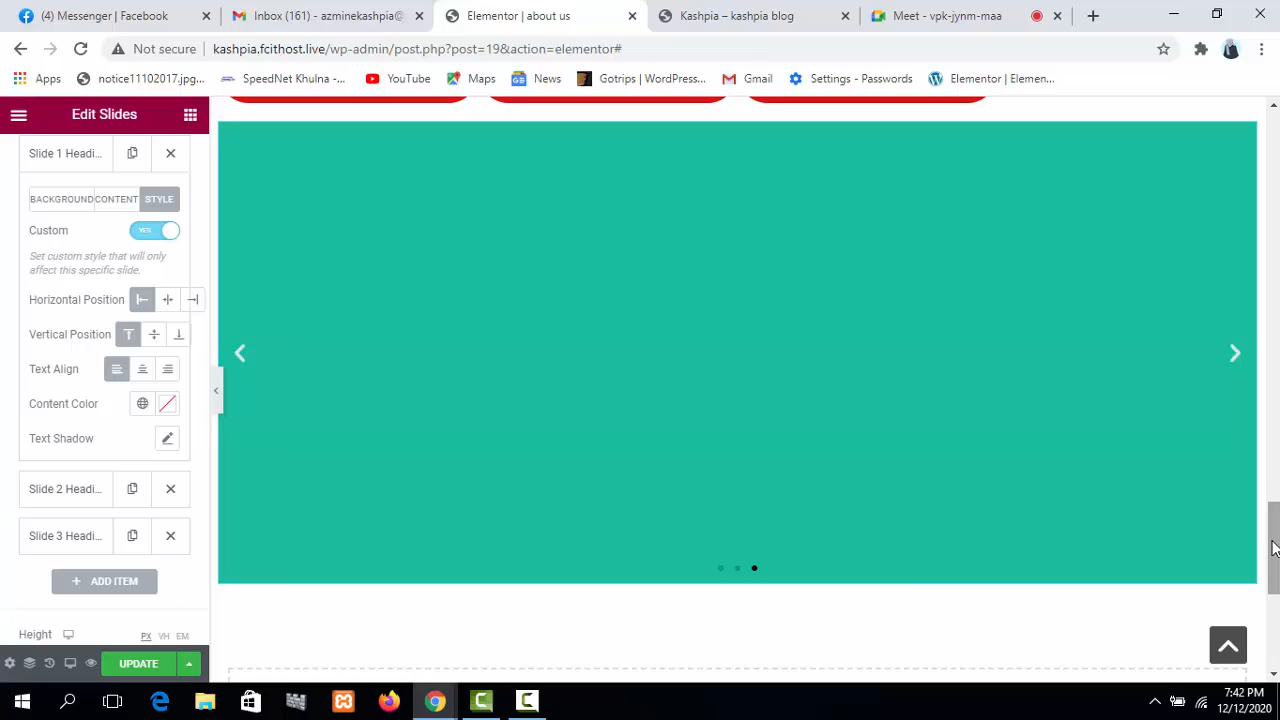 (4) Messenger | Facebook
Inbox (161) - azminekashpia@
Elementor | about us
Kashpia – kashpia blog
Meet - vpk-jynm-maa
Not secure
kashpia.fcithost.live/wp-admin/post.php?post=19&action=elementor#
Apps
notice11102017.jpg...
SpeedNet Khulna -...
YouTube
Maps
News
Gotrips | WordPress...
Gmail
Settings - Passwords
Elementor | Elemen...
Edit Slides
Slide 1 Headi...
BACKGROUND
CONTENT
STYLE
Custom
YES
Set custom style that will only
affect this specific slide.
Horizontal Position
Vertical Position
Text Align
Content Color
Text Shadow
Slide 2 Headi...
Slide 3 Headi...
+ ADD ITEM
Height
PX
VH
EM
UPDATE
7:42 PM
12/12/2020